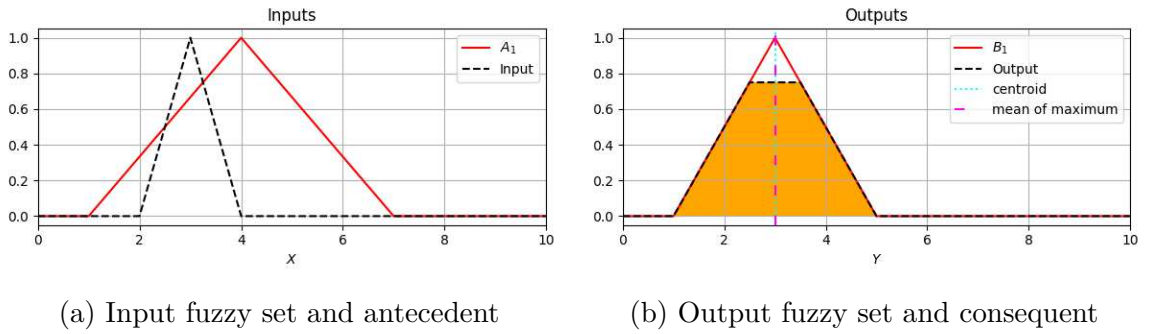 Inputs
1.0
0.8
0.6
0.4
0.2
0.0
0 2 4 6 8 10
X
A1
Input
(a) Input fuzzy set and antecedent
Outputs
1.0
0.8
0.6
0.4
0.2
0.0
0 2 4 6 8 10
Y
B1
Output
centroid
mean of maximum
(b) Output fuzzy set and consequent